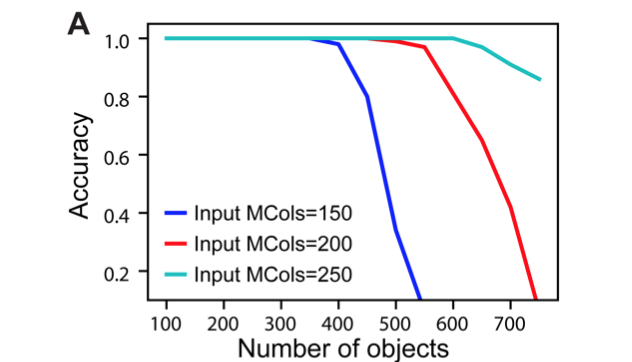 A
Accuracy
1.0
0.8
0.6
0.4
0.2
Input MCols=150
Input MCols=200
Input MCols=250
100 200 300 400 500 600 700
Number of objects